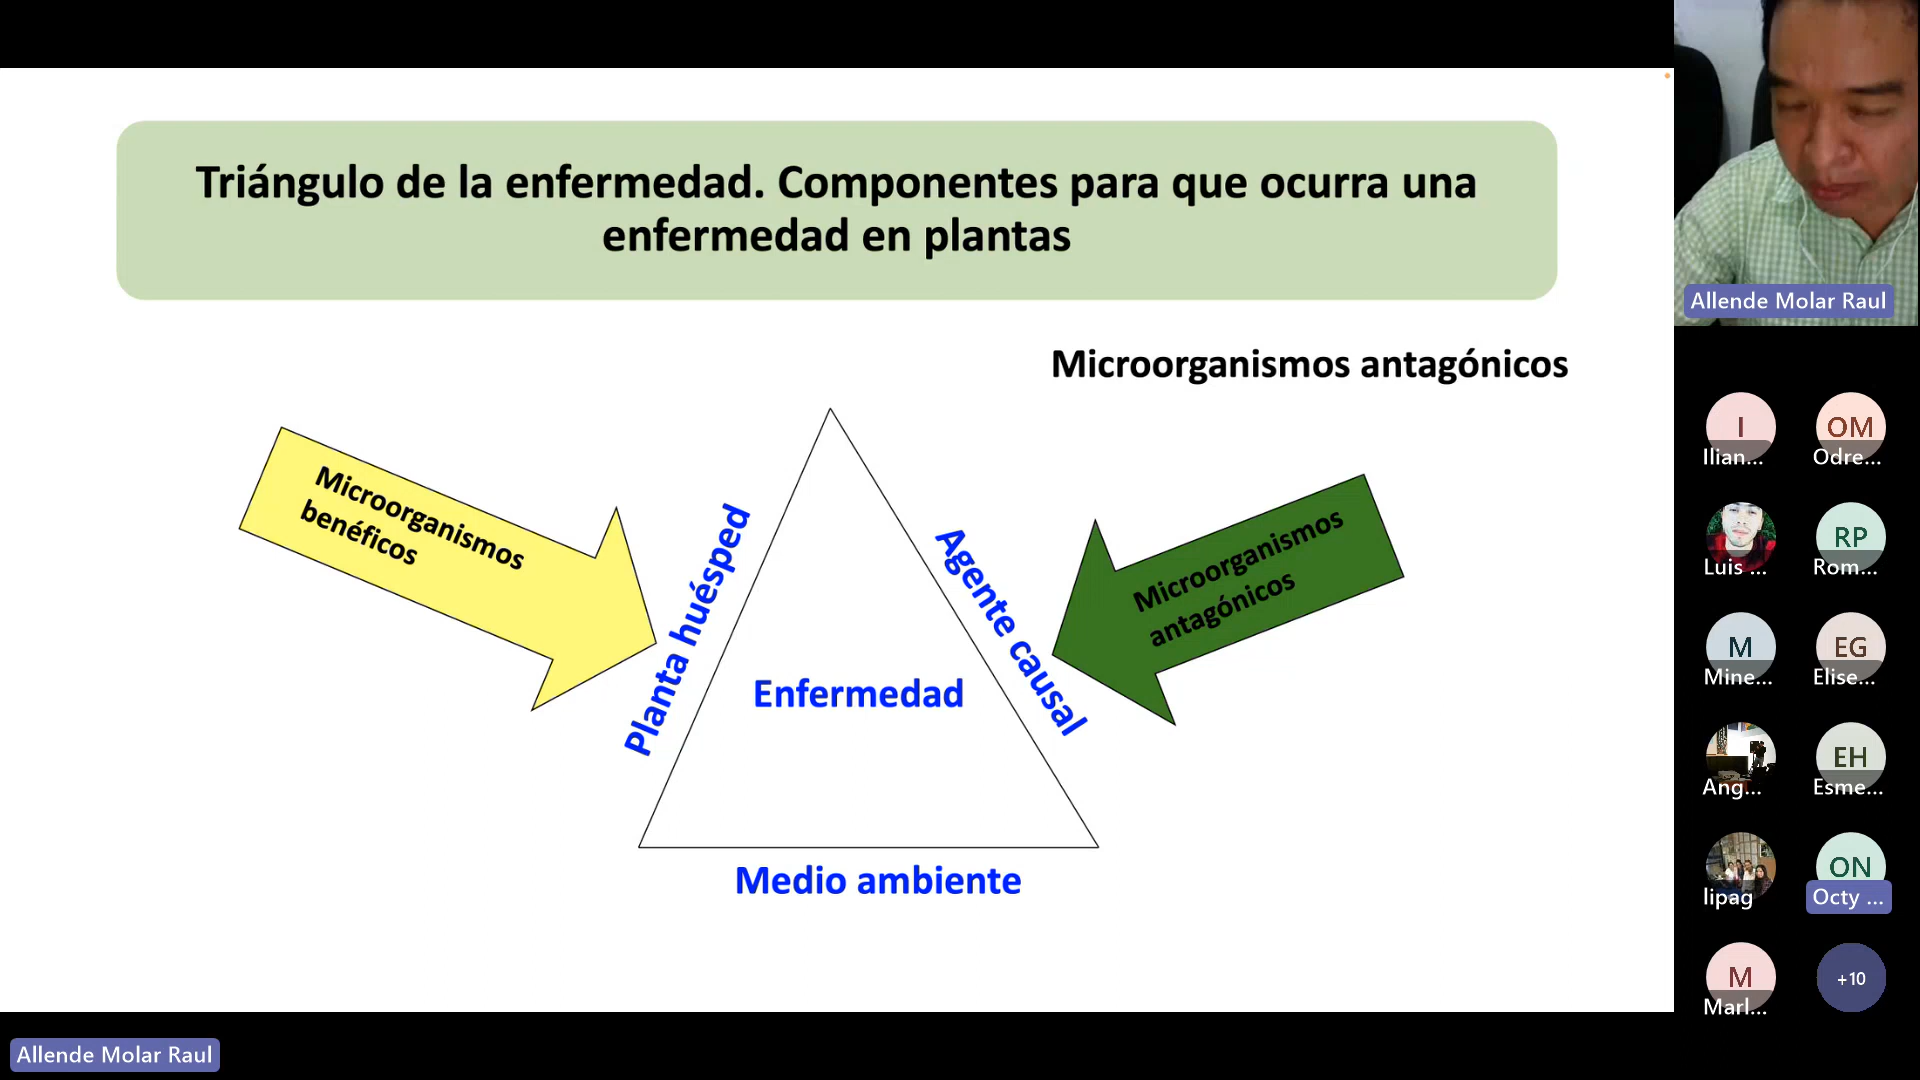 Triángulo de la enfermedad. Componentes para que ocurra una
enfermedad en plantas
Microorganismos antagónicos
Microorganismos
benéficos
Planta huésped
Enfermedad
Agente causal
Microorganismos
antagónicos
Medio ambiente
Allende Molar Raul
I
Ilian...
OM
Odre...
Luis ...
RP
Rom...
M
Mine...
EG
Elise...
Ang...
EH
Esme...
lipag
ON
Octy ...
M
Marl...
+10
Allende Molar Raul